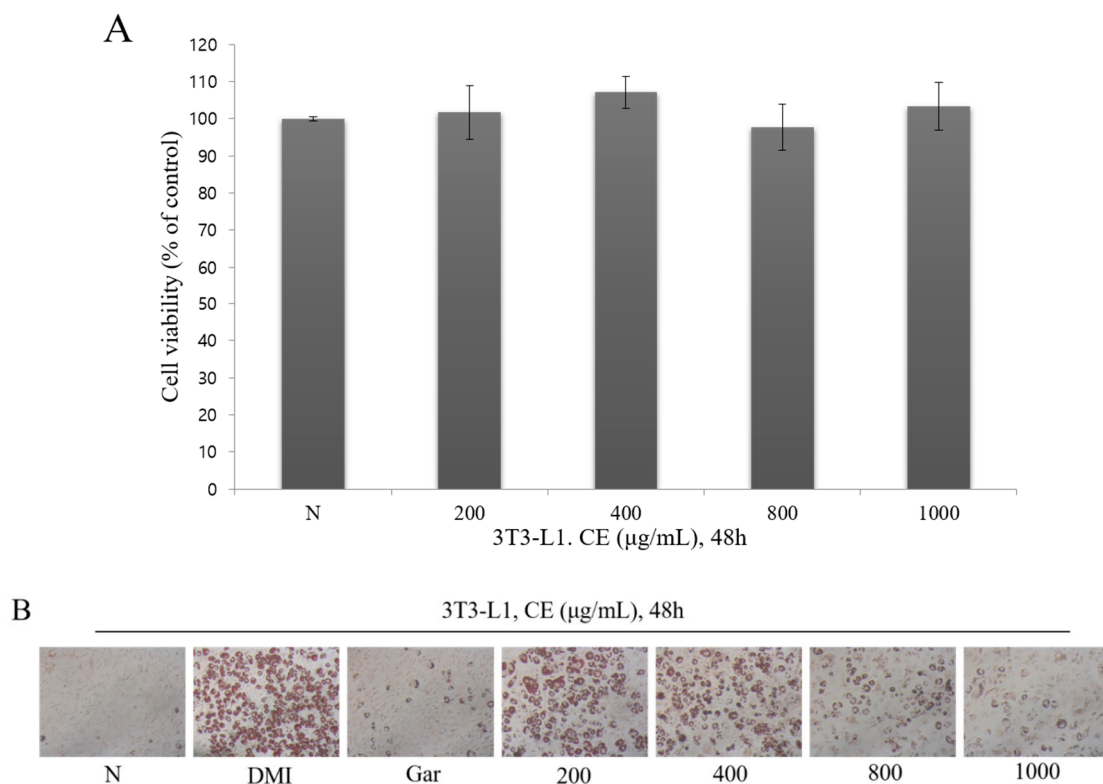 A
120
110
100
90
80
70
60
50
40
30
20
10
0
Cell viability (% of control)
N 200 400 800 1000
3T3-L1. CE (μg/mL), 48h
B
3T3-L1, CE (μg/mL), 48h
N DMI Gar 200 400 800 1000